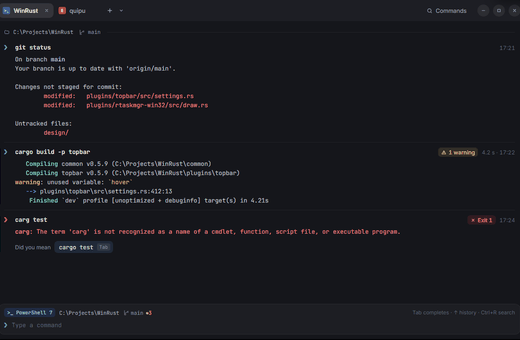 WinRust
quipu
Commands
C:\Projects\WinRust main
git status 17:21
On branch main
Your branch is up to date with 'origin/main'.
Changes not staged for commit:
modified: plugins/topbar/src/settings.rs
modified: plugins/rtaskmgr-win32/src/draw.rs
Untracked files:
design/
cargo build -p topbar 1 warning 4.2 s · 17:22
Compiling common v0.5.9 (C:\Projects\WinRust\common)
Compiling topbar v0.5.9 (C:\Projects\WinRust\plugins\topbar)
warning: unused variable: `hover`
--> plugins\topbar\src\settings.rs:412:13
Finished `dev` profile [unoptimized + debuginfo] target(s) in 4.21s
carg test Exit 1 17:24
carg: The term 'carg' is not recognized as a name of a cmdlet, function, script file, or executable program.
Did you mean cargo test Tab
PowerShell 7 C:\Projects\WinRust main ●3 Tab completes · ↑ history · Ctrl+R search
Type a command